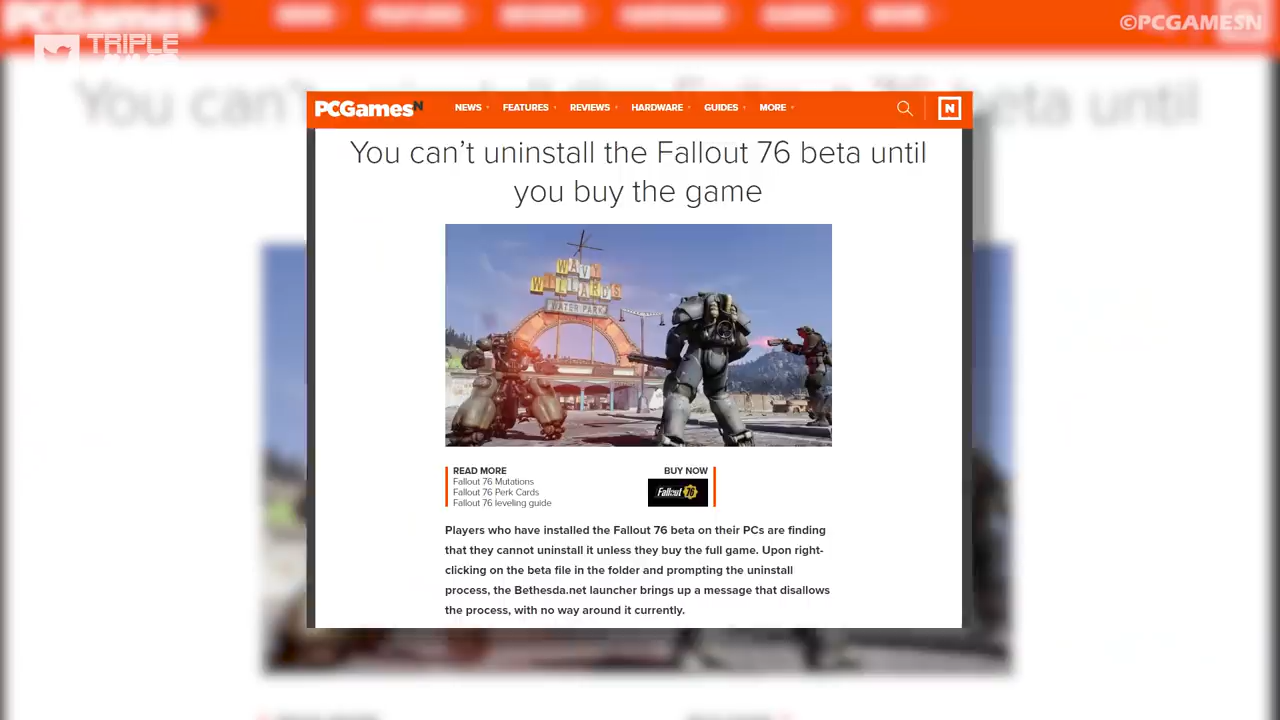 ©PCGAMESN
TRIPLE
PCGamesN
NEWS
FEATURES
REVIEWS
HARDWARE
GUIDES
MORE
N
You can't
beta until
You can’t uninstall the Fallout 76 beta until
you buy the game
WAVY
WILLARD'S
WATER PARK
READ MORE
Fallout 76 Mutations
Fallout 76 Perk Cards
Fallout 76 leveling guide
BUY NOW
Fallout 76
Players who have installed the Fallout 76 beta on their PCs are finding
that they cannot uninstall it unless they buy the full game. Upon right-
clicking on the beta file in the folder and prompting the uninstall
process, the Bethesda.net launcher brings up a message that disallows
the process, with no way around it currently.